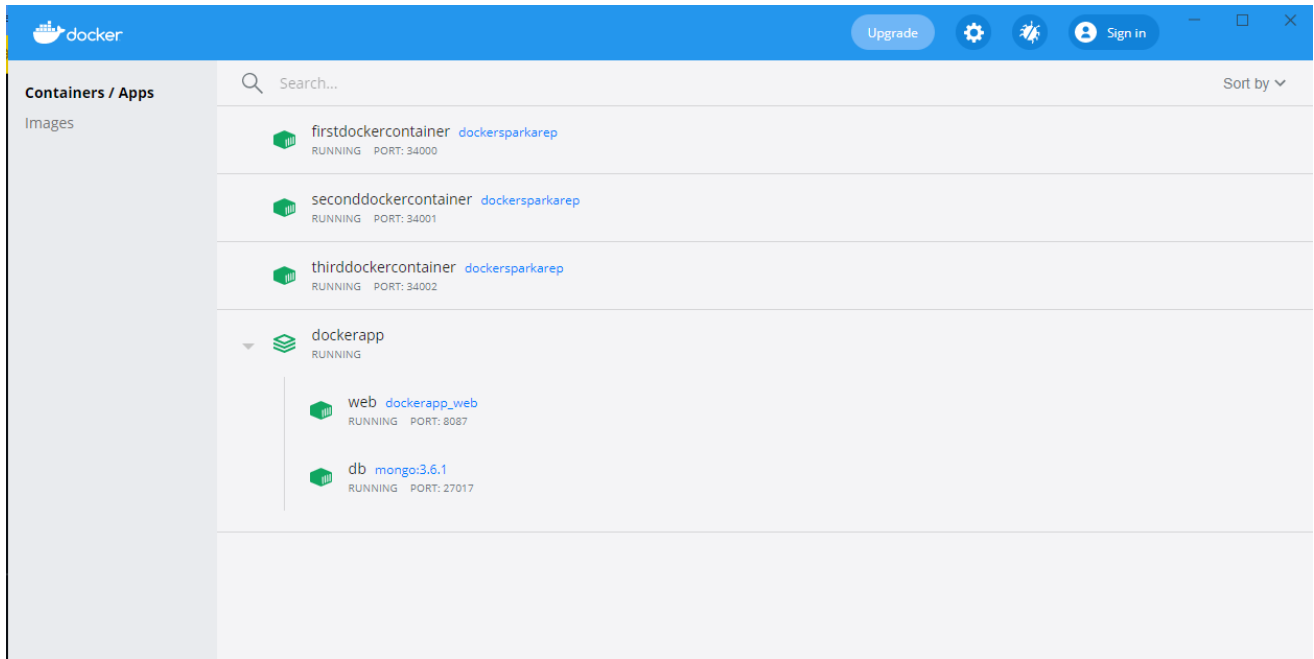 docker
Upgrade
Sign in
Containers / Apps
Images
Search...
Sort by
firstdockercontainer dockersparkarep
RUNNING PORT: 34000
seconddockercontainer dockersparkarep
RUNNING PORT: 34001
thirddockercontainer dockersparkarep
RUNNING PORT: 34002
dockerapp
RUNNING
web dockerapp_web
RUNNING PORT: 8087
db mongo:3.6.1
RUNNING PORT: 27017